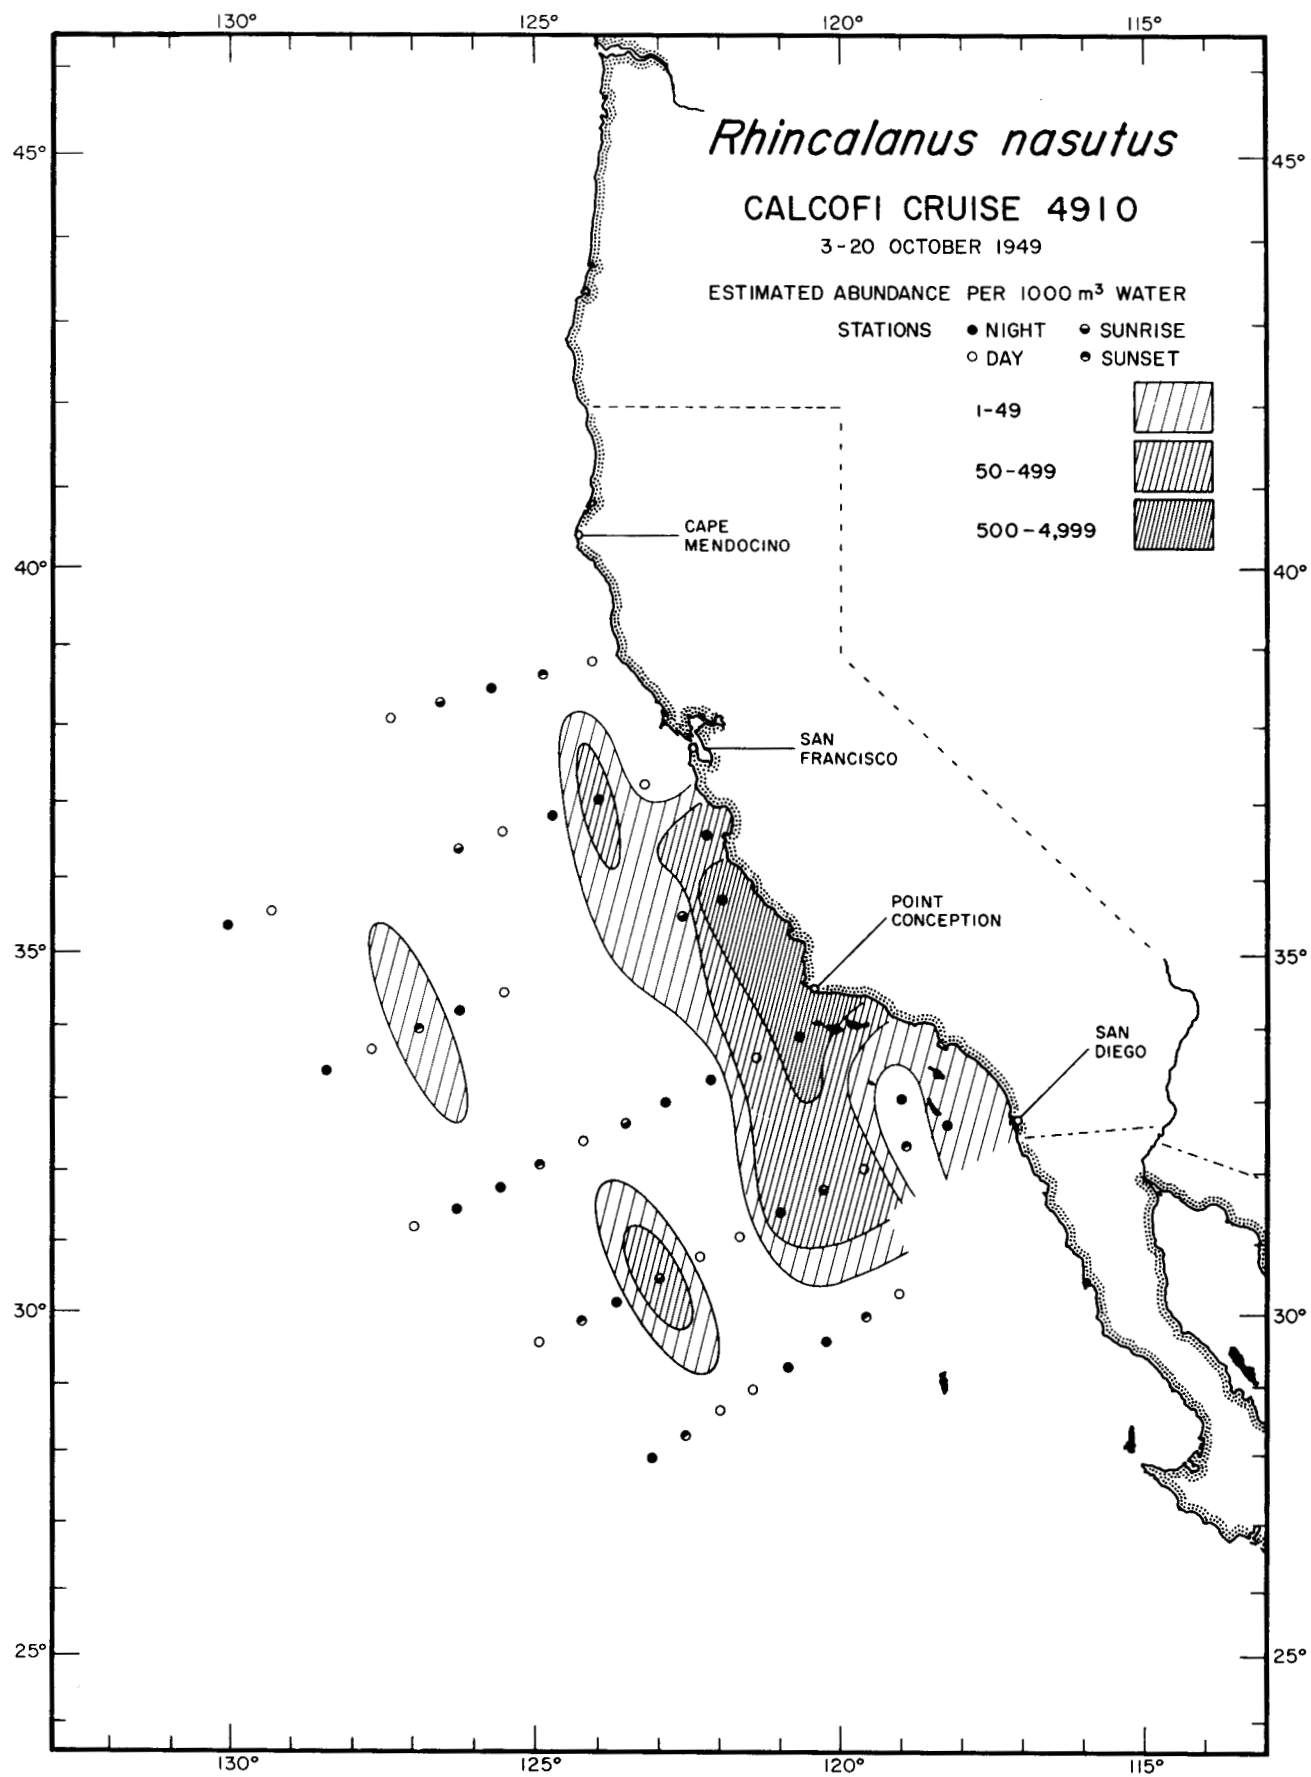 130° 125° 120° 115°
Rhincalanus nasutus
45° 45°
CALCOFI CRUISE 4910
3-20 OCTOBER 1949
ESTIMATED ABUNDANCE PER 1000 m³ WATER
STATIONS ● NIGHT ◒ SUNRISE
○ DAY ◓ SUNSET
1-49
50-499
500-4,999
CAPE
MENDOCINO
40° 40°
SAN
FRANCISCO
POINT
CONCEPTION
35° 35°
SAN
DIEGO
30° 30°
25° 25°
130° 125° 120° 115°